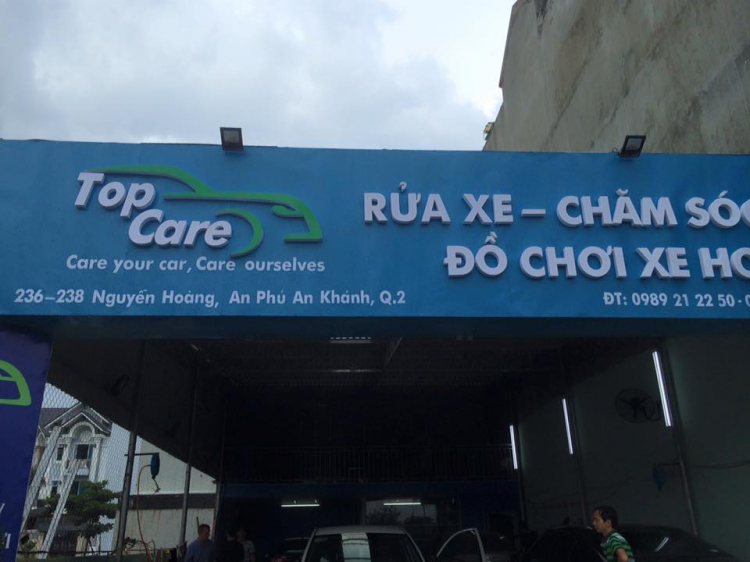 Top
Care
Care your car, Care ourselves
236-238 Nguyễn Hoàng, An Phú An Khánh, Q.2
RỬA XE – CHĂM SÓC
ĐỒ CHƠI XE HO
ĐT: 0989 21 22 50 -